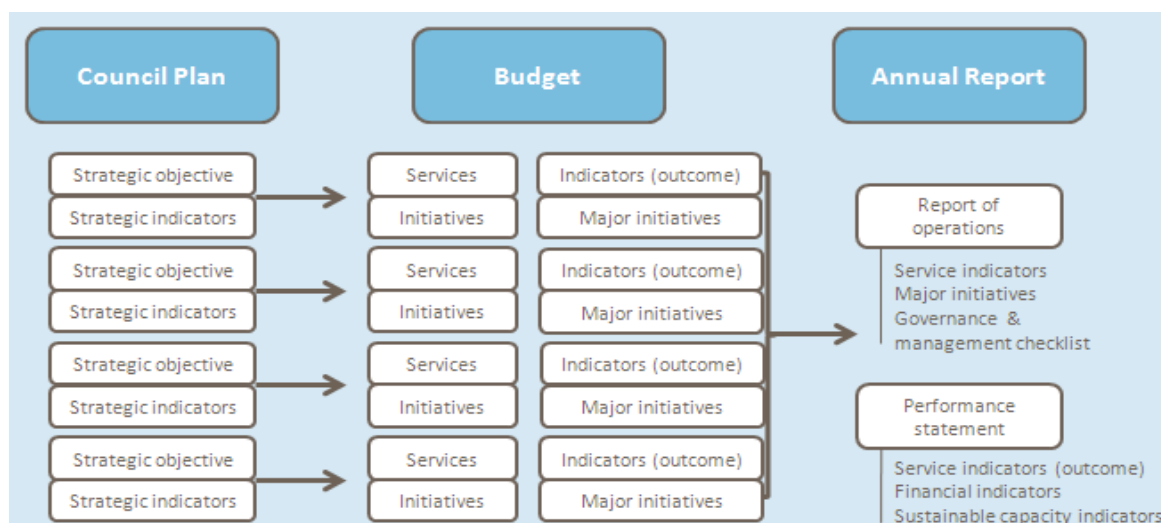 Council Plan
Budget
Annual Report
Strategic objective
Strategic indicators
Services
Initiatives
Indicators (outcome)
Major initiatives
Strategic objective
Strategic indicators
Services
Initiatives
Indicators (outcome)
Major initiatives
Strategic objective
Strategic indicators
Services
Initiatives
Indicators (outcome)
Major initiatives
Strategic objective
Strategic indicators
Services
Initiatives
Indicators (outcome)
Major initiatives
Report of
operations
Service indicators
Major initiatives
Governance &
management checklist
Performance
statement
Service indicators (outcome)
Financial indicators
Sustainable capacity indicators